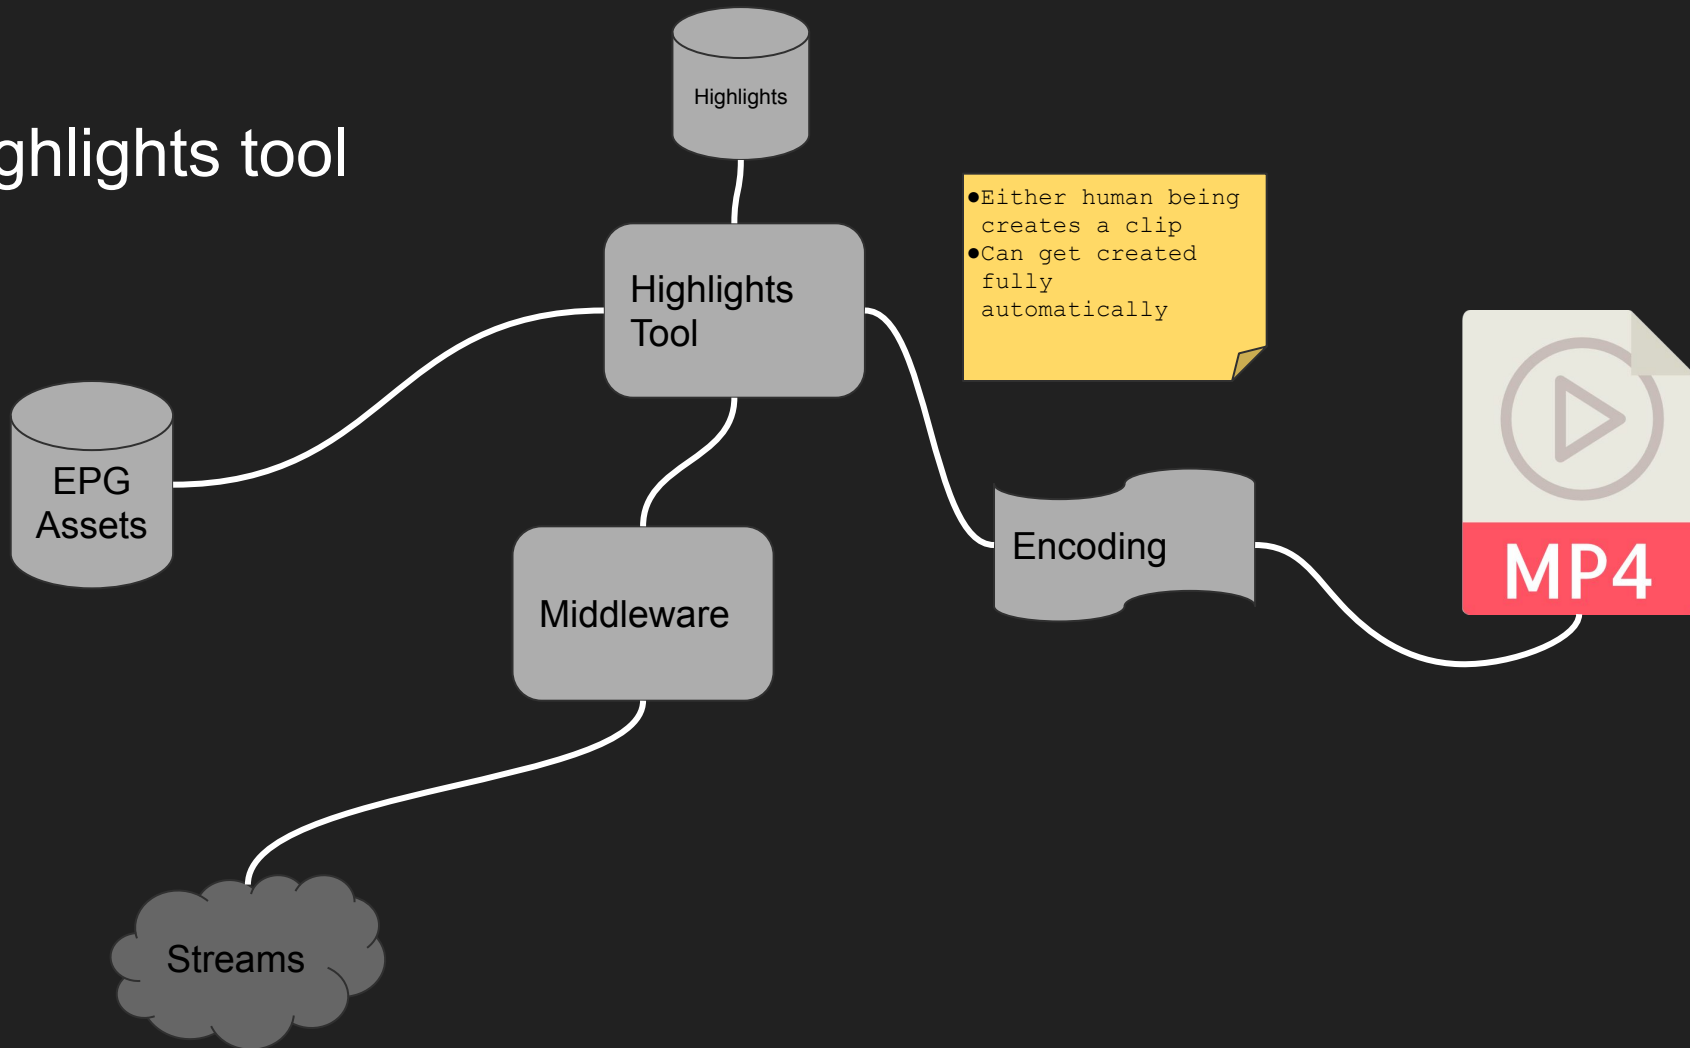 Highlights
ghlights tool
●Either human being
creates a clip
●Can get created
fully
automatically
Highlights
Tool
EPG
Assets
Encoding
MP4
Middleware
Streams